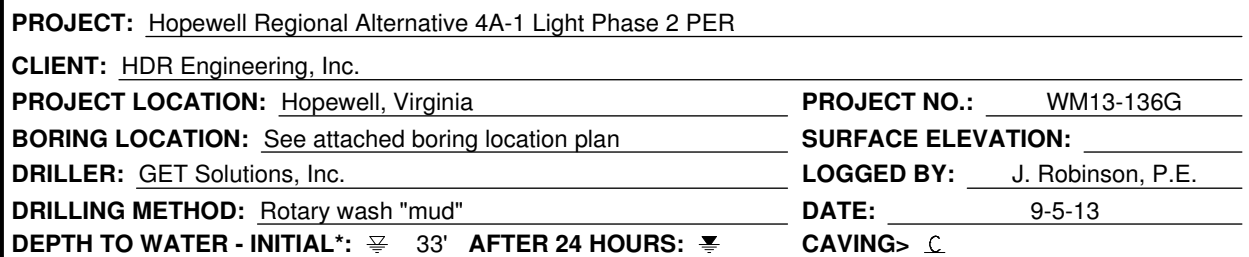 PROJECT: Hopewell Regional Alternative 4A-1 Light Phase 2 PER
CLIENT: HDR Engineering, Inc.
PROJECT LOCATION: Hopewell, Virginia PROJECT NO.: WM13-136G
BORING LOCATION: See attached boring location plan SURFACE ELEVATION:
DRILLER: GET Solutions, Inc. LOGGED BY: J. Robinson, P.E.
DRILLING METHOD: Rotary wash "mud" DATE: 9-5-13
DEPTH TO WATER - INITIAL*: 33' AFTER 24 HOURS: CAVING> C